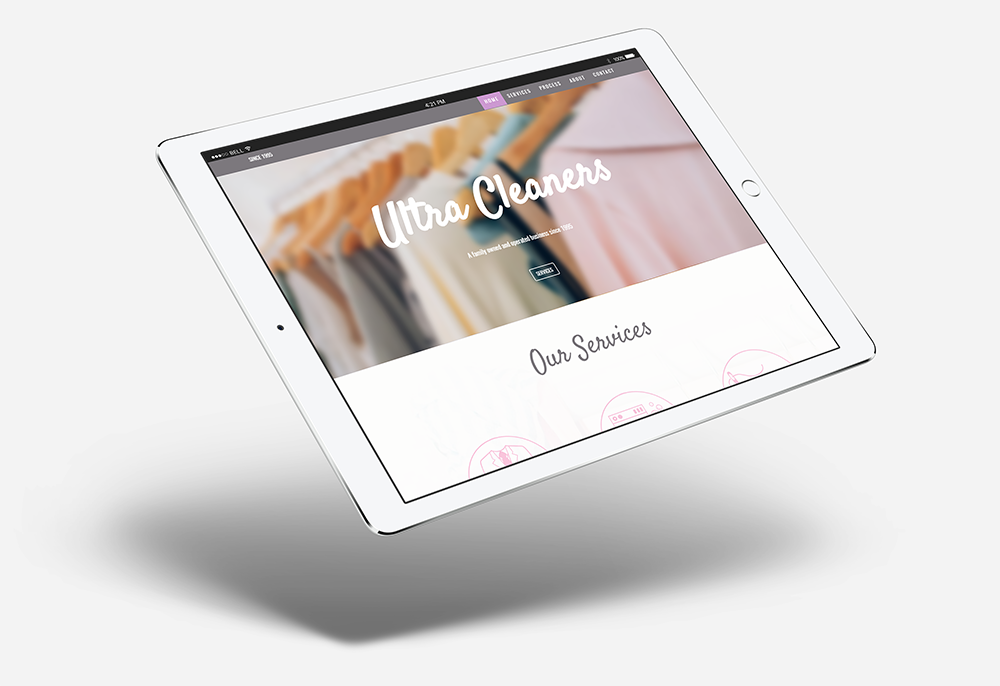 BELL
4:21 PM
100%
SINCE 1995
HOME SERVICES PROCESS ABOUT CONTACT
Ultra Cleaners
A family owned and operated business since 1995
SERVICES
Our Services